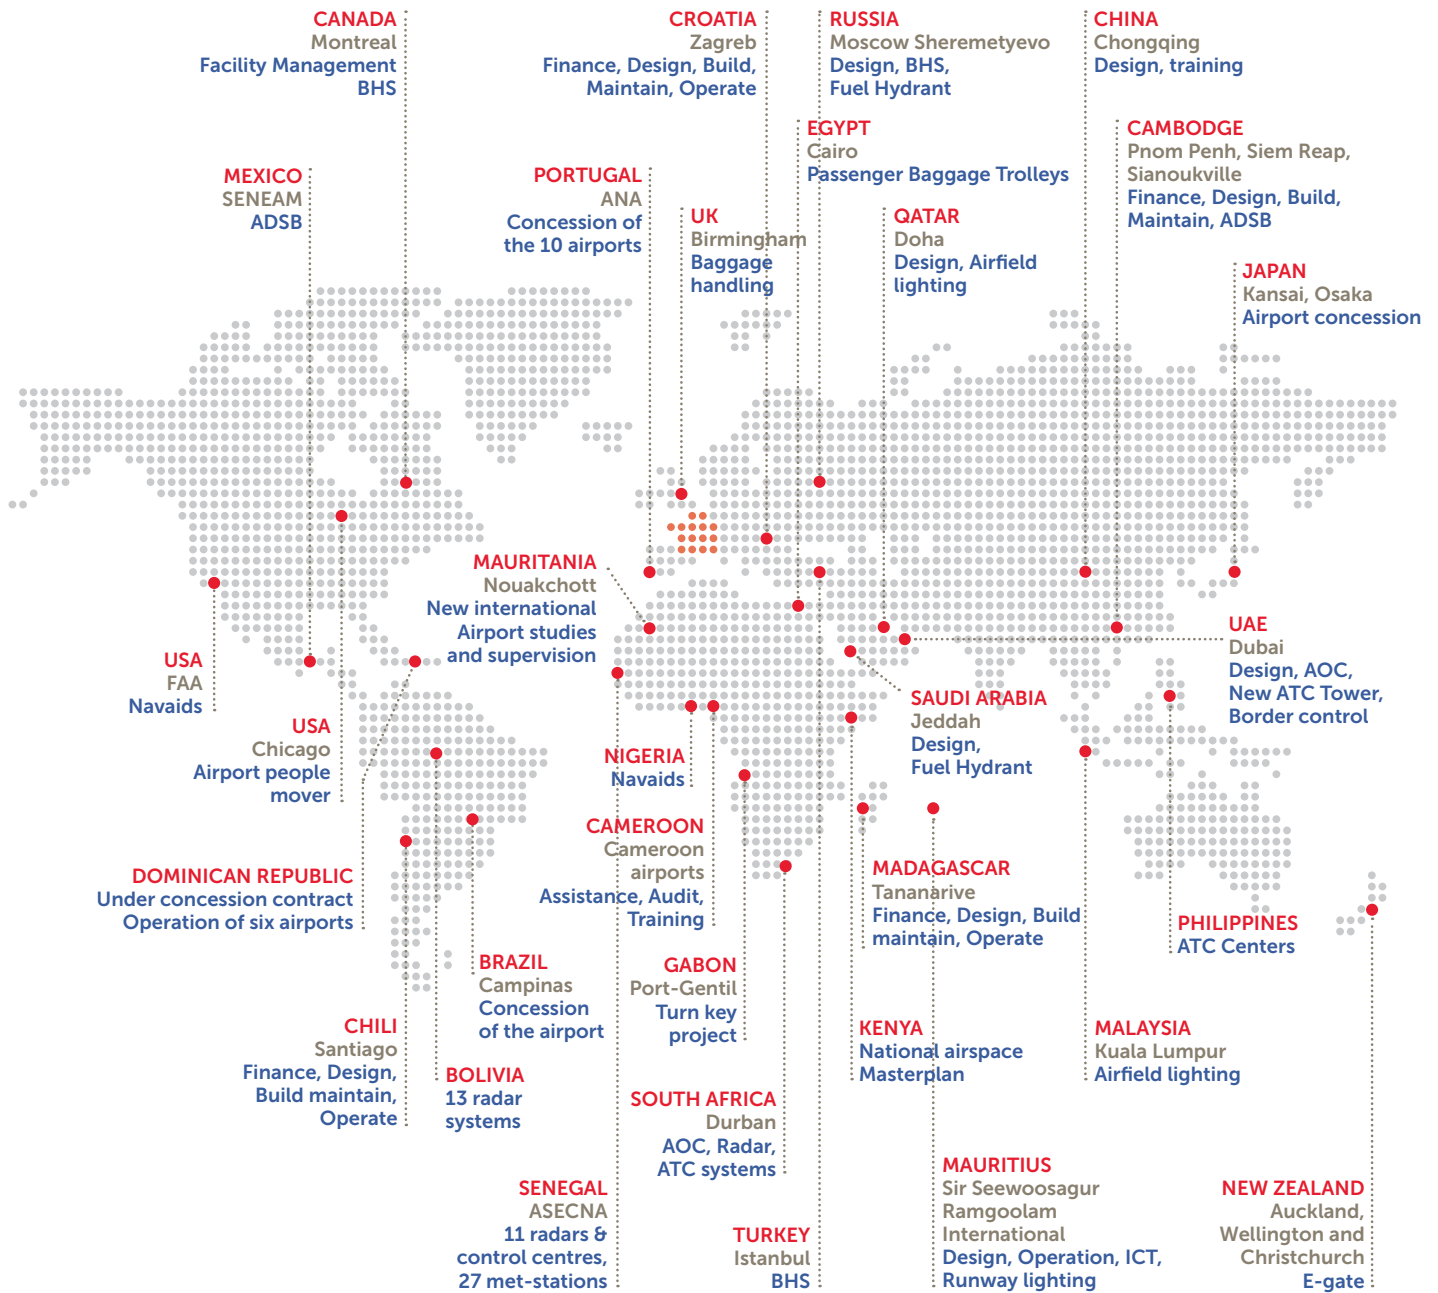 CANADA
Montreal
Facility Management
BHS
CROATIA
Zagreb
Finance, Design, Build,
Maintain, Operate
RUSSIA
Moscow Sheremetyevo
Design, BHS,
Fuel Hydrant
CHINA
Chongqing
Design, training
EGYPT
Cairo
Passenger Baggage Trolleys
CAMBODGE
Pnom Penh, Siem Reap,
Sianoukville
Finance, Design, Build,
Maintain, ADSB
MEXICO
SENEAM
ADSB
PORTUGAL
ANA
Concession of
the 10 airports
UK
Birmingham
Baggage
handling
QATAR
Doha
Design, Airfield
lighting
JAPAN
Kansai, Osaka
Airport concession
MAURITANIA
Nouakchott
New international
Airport studies
and supervision
USA
FAA
Navaids
USA
Chicago
Airport people
mover
UAE
Dubai
Design, AOC,
New ATC Tower,
Border control
SAUDI ARABIA
Jeddah
Design,
Fuel Hydrant
NIGERIA
Navaids
CAMEROON
Cameroon
airports
Assistance, Audit,
Training
DOMINICAN REPUBLIC
Under concession contract
Operation of six airports
MADAGASCAR
Tananarive
Finance, Design, Build
maintain, Operate
PHILIPPINES
ATC Centers
BRAZIL
Campinas
Concession
of the airport
GABON
Port-Gentil
Turn key
project
CHILI
Santiago
Finance, Design,
Build maintain,
Operate
BOLIVIA
13 radar
systems
KENYA
National airspace
Masterplan
MALAYSIA
Kuala Lumpur
Airfield lighting
SOUTH AFRICA
Durban
AOC, Radar,
ATC systems
SENEGAL
ASECNA
11 radars &
control centres,
27 met-stations
TURKEY
Istanbul
BHS
MAURITIUS
Sir Seewoosagur
Ramgoolam
International
Design, Operation, ICT,
Runway lighting
NEW ZEALAND
Auckland,
Wellington and
Christchurch
E-gate